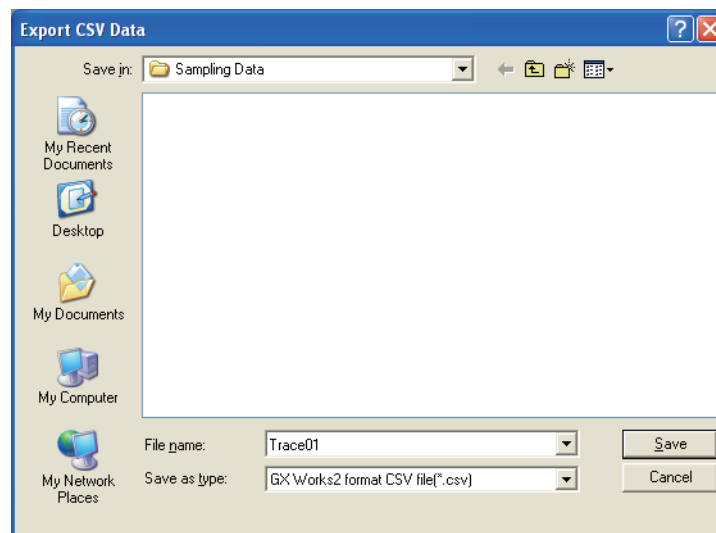 Export CSV Data
?
Save in:
Sampling Data
My Recent
Documents
Desktop
My Documents
My Computer
My Network
Places
File name:
Trace01
Save
Save as type:
GX Works2 format CSV file(*.csv)
Cancel